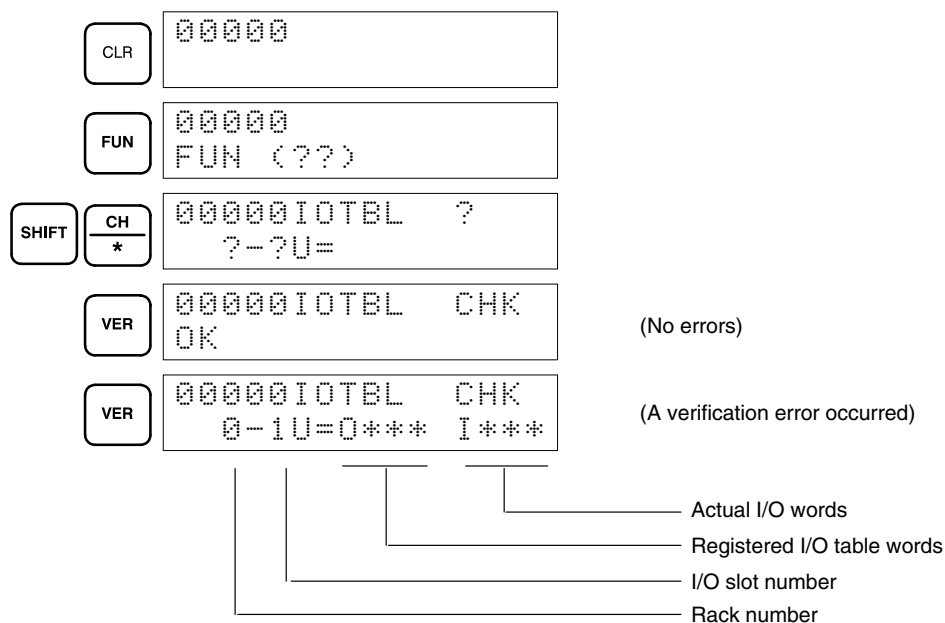 CLR
00000
FUN
00000
FUN (??)
SHIFT
CH
*
00000IOTBL ?
?-?U=
VER
00000IOTBL CHK
OK
(No errors)
VER
00000IOTBL CHK
0-1U=O*** I***
(A verification error occurred)
Actual I/O words
Registered I/O table words
I/O slot number
Rack number